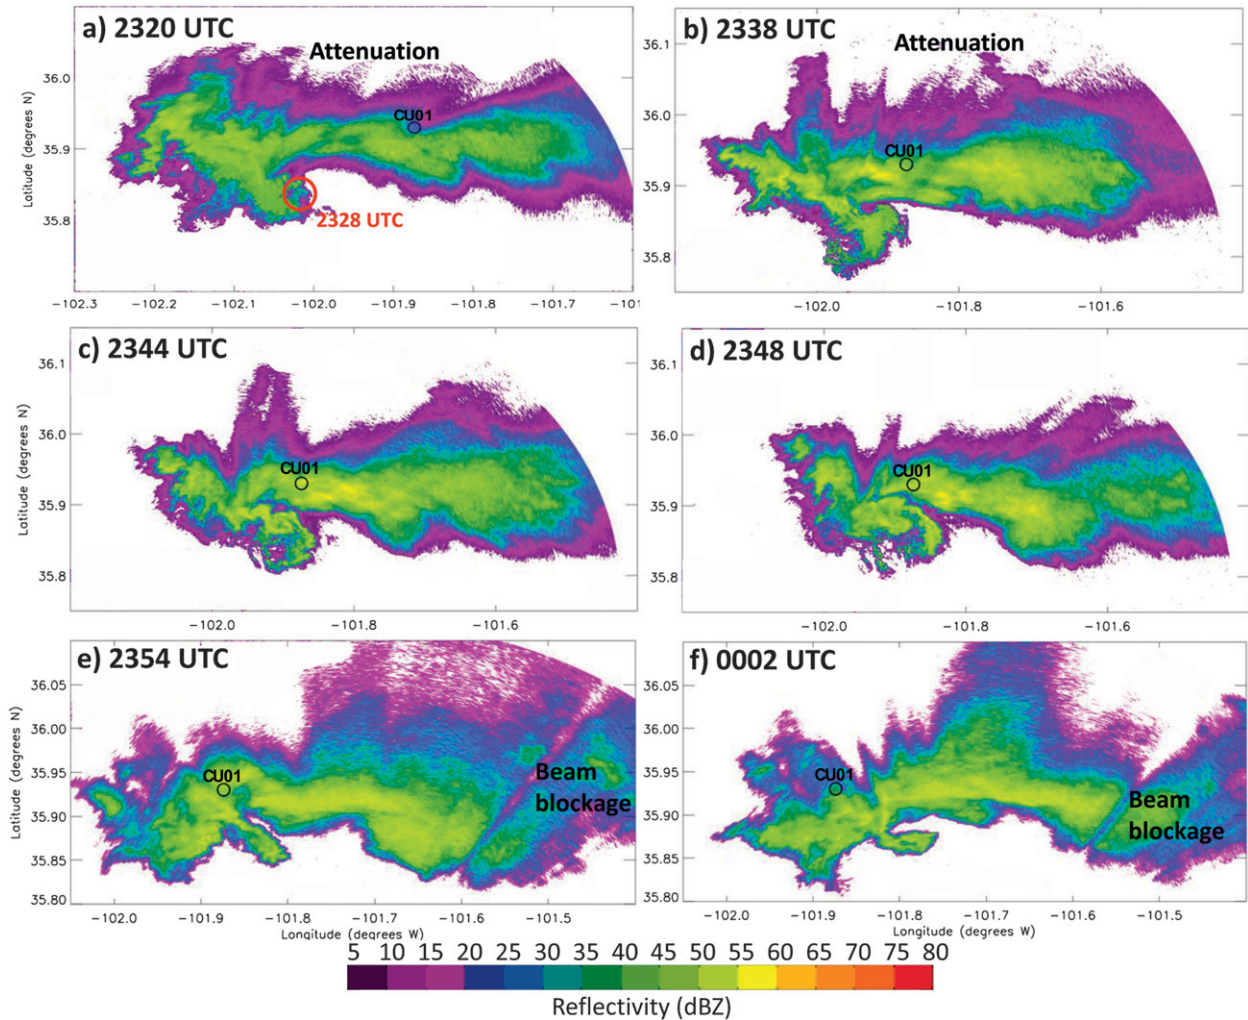 a) 2320 UTC
Attenuation
CU01
2328 UTC
Latitude (degrees N)
36.0
35.9
35.8
−102.3 −102.2 −102.1 −102.0 −101.9 −101.8 −101.7
b) 2338 UTC
Attenuation
CU01
36.1
36.0
35.9
35.8
−102.0 −101.8 −101.6
c) 2344 UTC
CU01
Latitude (degrees N)
36.1
36.0
35.9
35.8
−102.0 −101.8 −101.6
d) 2348 UTC
CU01
36.1
36.0
35.9
35.8
−102.0 −101.8 −101.6
e) 2354 UTC
CU01
Beam
blockage
Latitude (degrees N)
36.05
36.00
35.95
35.90
35.85
35.80
−102.0 −101.9 −101.8 −101.7 −101.6 −101.5
Longitude (degrees W)
f) 0002 UTC
CU01
Beam
blockage
36.05
36.00
35.95
35.90
35.85
35.80
−102.0 −101.9 −101.8 −101.7 −101.6 −101.5
Longitude (degrees W)
5 10 15 20 25 30 35 40 45 50 55 60 65 70 75 80
Reflectivity (dBZ)